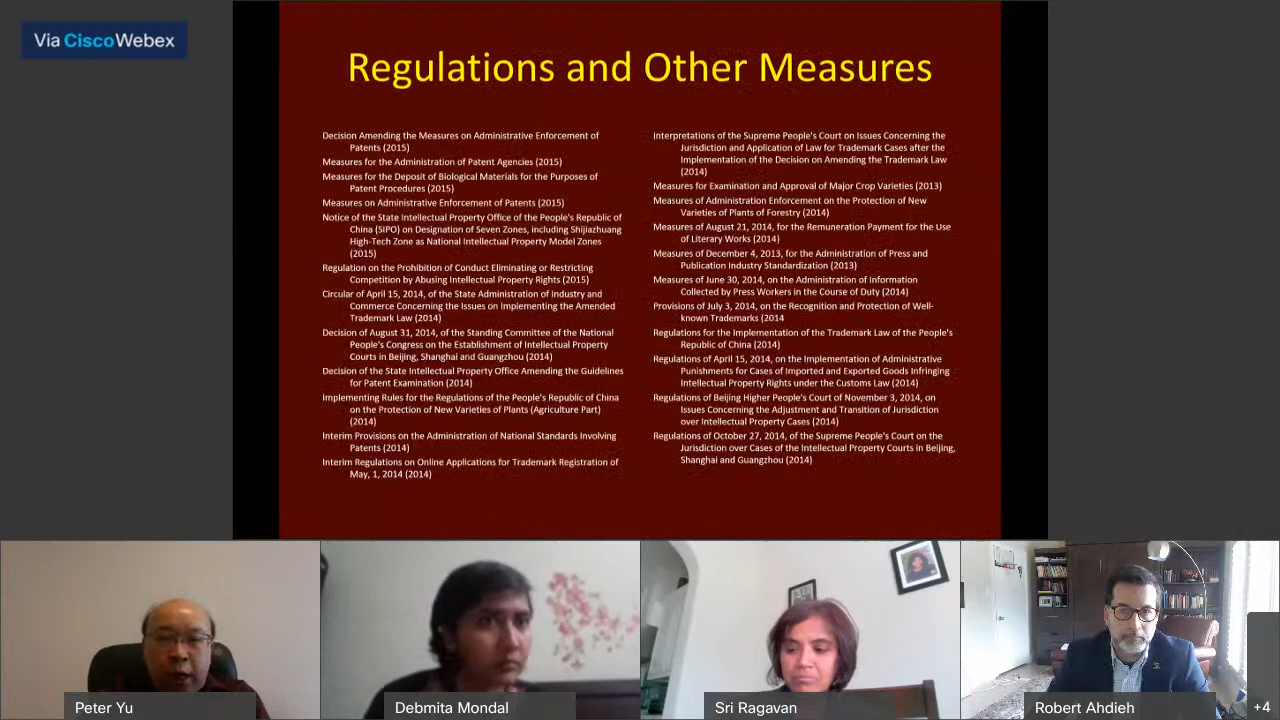 Via Cisco Webex
Regulations and Other Measures
Decision Amending the Measures on Administrative Enforcement of
Patents (2015)
Measures for the Administration of Patent Agencies (2015)
Measures for the Deposit of Biological Materials for the Purposes of
Patent Procedures (2015)
Measures on Administrative Enforcement of Patents (2015)
Notice of the State Intellectual Property Office of the People's Republic of
China (SIPO) on Designation of Seven Zones, including Shijiazhuang
High-Tech Zone as National Intellectual Property Model Zones
(2015)
Regulation on the Prohibition of Conduct Eliminating or Restricting
Competition by Abusing Intellectual Property Rights (2015)
Circular of April 15, 2014, of the State Administration of Industry and
Commerce Concerning the Issues on Implementing the Amended
Trademark Law (2014)
Decision of August 31, 2014, of the Standing Committee of the National
People's Congress on the Establishment of Intellectual Property
Courts in Beijing, Shanghai and Guangzhou (2014)
Decision of the State Intellectual Property Office Amending the Guidelines
for Patent Examination (2014)
Implementing Rules for the Regulations of the People's Republic of China
on the Protection of New Varieties of Plants (Agriculture Part)
(2014)
Interim Provisions on the Administration of National Standards Involving
Patents (2014)
Interim Regulations on Online Applications for Trademark Registration of
May, 1, 2014 (2014)
Interpretations of the Supreme People's Court on Issues Concerning the
Jurisdiction and Application of Law for Trademark Cases after the
Implementation of the Decision on Amending the Trademark Law
(2014)
Measures for Examination and Approval of Major Crop Varieties (2013)
Measures of Administration Enforcement on the Protection of New
Varieties of Plants of Forestry (2014)
Measures of August 21, 2014, for the Remuneration Payment for the Use
of Literary Works (2014)
Measures of December 4, 2013, for the Administration of Press and
Publication Industry Standardization (2013)
Measures of June 30, 2014, on the Administration of Information
Collected by Press Workers in the Course of Duty (2014)
Provisions of July 3, 2014, on the Recognition and Protection of Well-
known Trademarks (2014
Regulations for the Implementation of the Trademark Law of the People's
Republic of China (2014)
Regulations of April 15, 2014, on the Implementation of Administrative
Punishments for Cases of Imported and Exported Goods Infringing
Intellectual Property Rights under the Customs Law (2014)
Regulations of Beijing Higher People's Court of November 3, 2014, on
Issues Concerning the Adjustment and Transition of Jurisdiction
over Intellectual Property Cases (2014)
Regulations of October 27, 2014, of the Supreme People's Court on the
Jurisdiction over Cases of the Intellectual Property Courts in Beijing,
Shanghai and Guangzhou (2014)
Peter Yu
Debmita Mondal
Sri Ragavan
Robert Ahdieh
+4